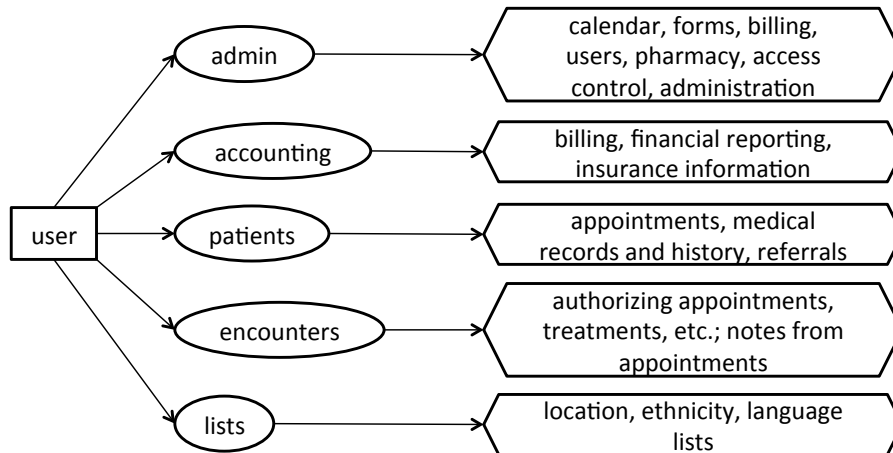 admin
calendar, forms, billing,
users, pharmacy, access
control, administration
accounting
billing, financial reporting,
insurance information
user
patients
appointments, medical
records and history, referrals
encounters
authorizing appointments,
treatments, etc.; notes from
appointments
lists
location, ethnicity, language
lists